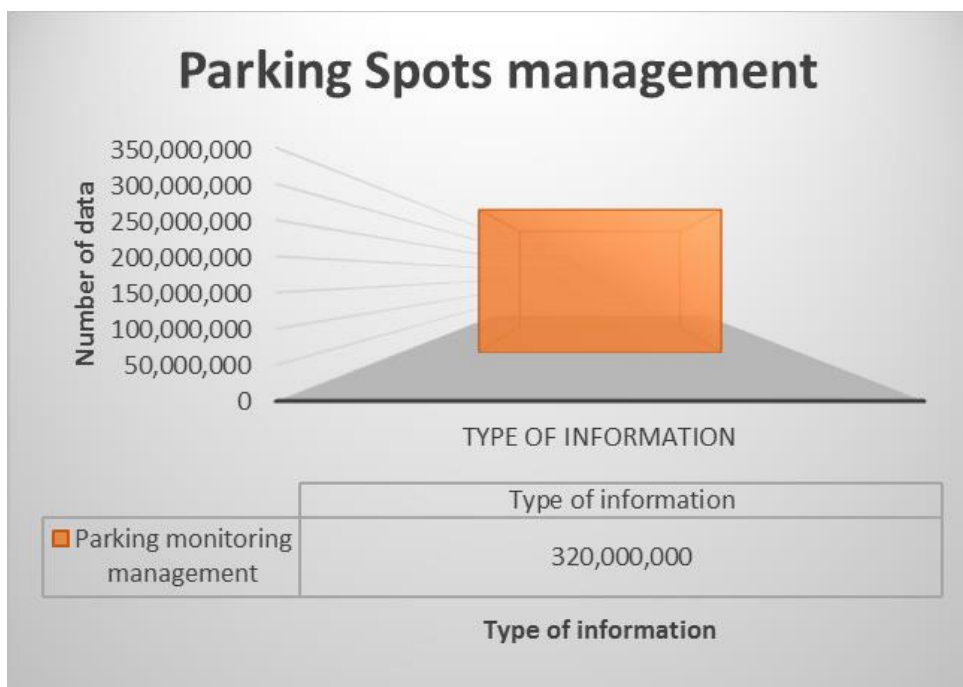 Parking Spots management
Number of data
350,000,000
300,000,000
250,000,000
200,000,000
150,000,000
100,000,000
50,000,000
0
TYPE OF INFORMATION
Type of information
Parking monitoring
management
320,000,000
Type of information